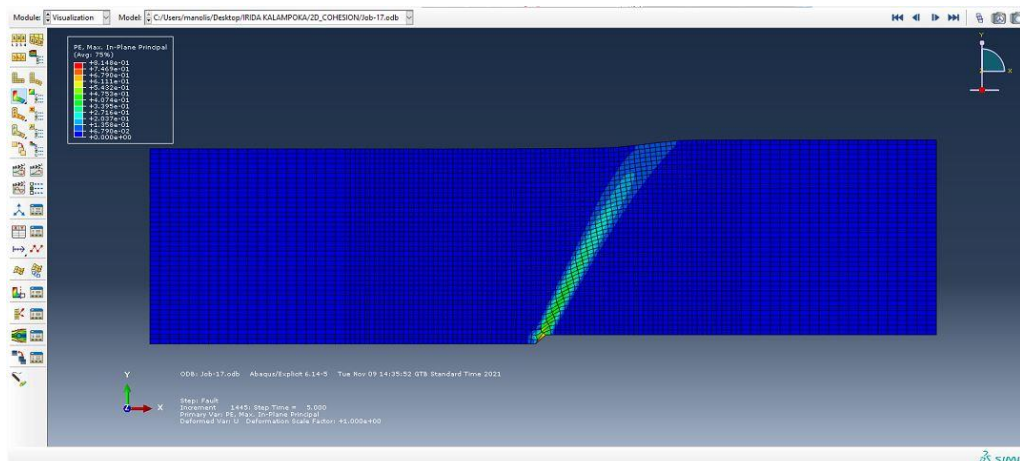 Module: Visualization Model: C:/Users/manolis/Desktop/IRIDA KALAMPOKA/2D_COHESION/Job-17.odb
PE, Max. In-Plane Principal
(Avg: 75%)
+8.148e-01
+7.469e-01
+6.790e-01
+6.111e-01
+5.432e-01
+4.753e-01
+4.074e-01
+3.395e-01
+2.716e-01
+2.037e-01
+1.358e-01
+6.790e-02
+0.000e+00
Y
X
Z
Y
X
ODB: Job-17.odb Abaqus/Explicit 6.14-5 Tue Nov 09 14:35:52 GTB Standard Time 2021
Step: Fault
Increment 1445: Step Time = 5.000
Primary Var: PE, Max. In-Plane Principal
Deformed Var: U Deformation Scale Factor: +1.000e+00
SIMU